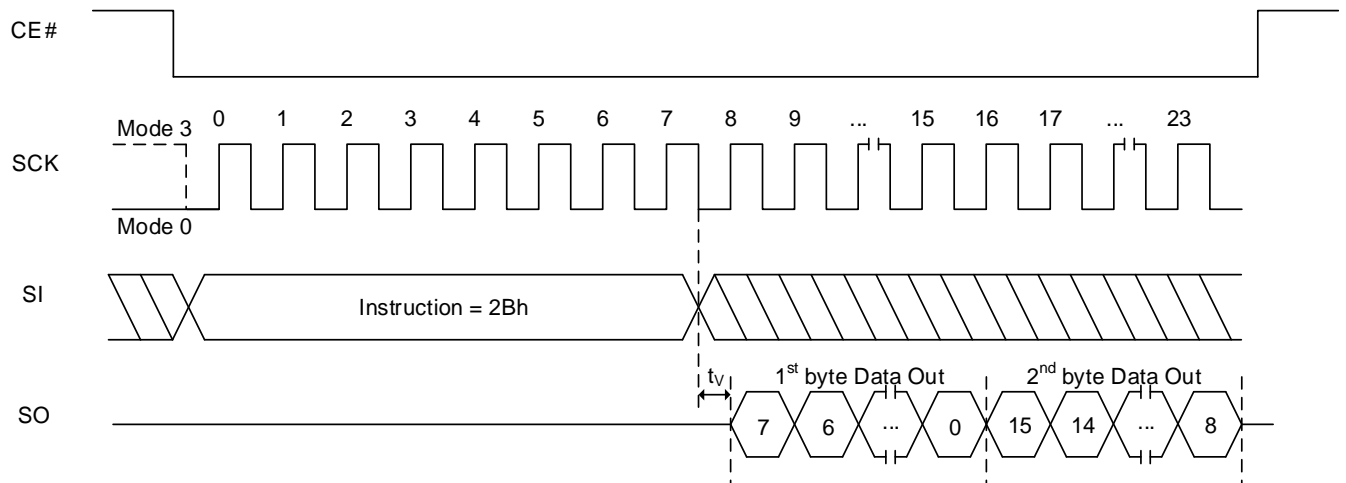 CE#
0 1 2 3 4 5 6 7 8 9 ... 15 16 17 ... 23
Mode 3
SCK
Mode 0
SI
Instruction = 2Bh
tV 1st byte Data Out 2nd byte Data Out
SO
7 6 ... 0 15 14 ... 8